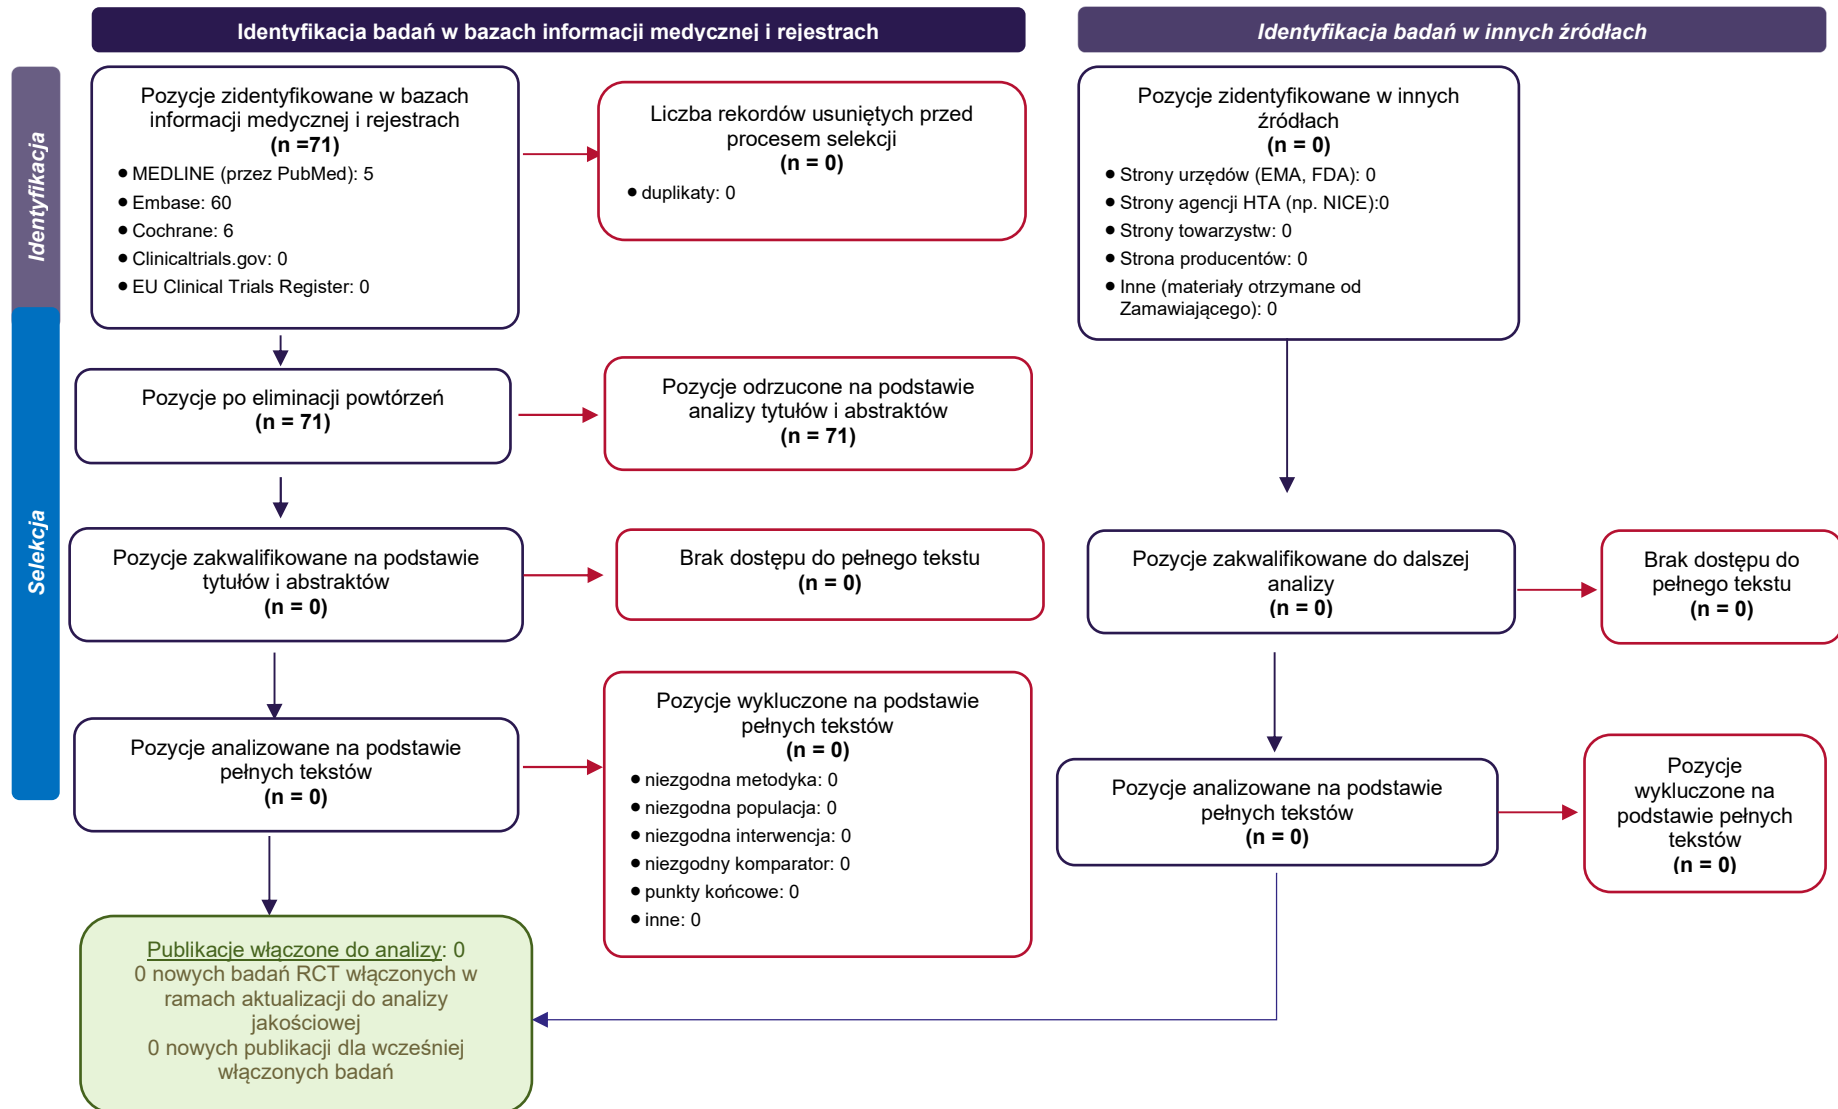 Identyfikacja badań w bazach informacji medycznej i rejestrach
Identyfikacja badań w innych źródłach
Identyfikacja
Pozycje zidentyfikowane w bazach
informacji medycznej i rejestrach
(n =71)
• MEDLINE (przez PubMed): 5
• Embase: 60
• Cochrane: 6
• Clinicaltrials.gov: 0
• EU Clinical Trials Register: 0
Liczba rekordów usuniętych przed
procesem selekcji
(n = 0)
• duplikaty: 0
Pozycje zidentyfikowane w innych
źródłach
(n = 0)
• Strony urzędów (EMA, FDA): 0
• Strony agencji HTA (np. NICE):0
• Strony towarzystw: 0
• Strona producentów: 0
• Inne (materiały otrzymane od
Zamawiającego): 0
Selekcja
Pozycje po eliminacji powtórzeń
(n = 71)
Pozycje odrzucone na podstawie
analizy tytułów i abstraktów
(n = 71)
Pozycje zakwalifikowane na podstawie
tytułów i abstraktów
(n = 0)
Brak dostępu do pełnego tekstu
(n = 0)
Pozycje zakwalifikowane do dalszej
analizy
(n = 0)
Brak dostępu do
pełnego tekstu
(n = 0)
Pozycje analizowane na podstawie
pełnych tekstów
(n = 0)
Pozycje wykluczone na podstawie
pełnych tekstów
(n = 0)
• niezgodna metodyka: 0
• niezgodna populacja: 0
• niezgodna interwencja: 0
• niezgodny komparator: 0
• punkty końcowe: 0
• inne: 0
Pozycje analizowane na podstawie
pełnych tekstów
(n = 0)
Pozycje
wykluczone na
podstawie pełnych
tekstów
(n = 0)
Publikacje włączone do analizy: 0
0 nowych badań RCT włączonych w
ramach aktualizacji do analizy
jakościowej
0 nowych publikacji dla wcześniej
włączonych badań